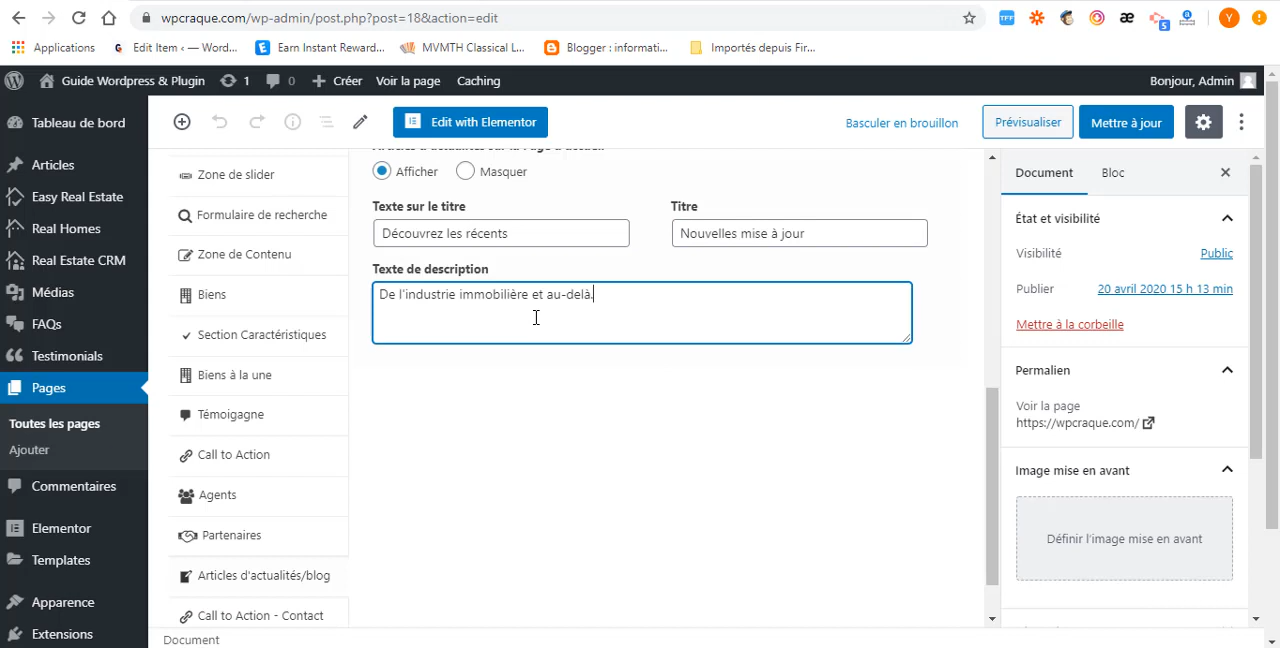 wpcraque.com/wp-admin/post.php?post=18&action=edit
TFF
æ
5
Y
Applications
Edit Item ‹ — Word...
Earn Instant Reward...
MVMTH Classical L...
Blogger : informati...
Importés depuis Fir...
Guide Wordpress & Plugin
1
0
Créer
Voir la page
Caching
Bonjour, Admin
Tableau de bord
Articles
Easy Real Estate
Real Homes
Real Estate CRM
Médias
FAQs
Testimonials
Pages
Toutes les pages
Ajouter
Commentaires
Elementor
Templates
Apparence
Extensions
Edit with Elementor
Basculer en brouillon
Prévisualiser
Mettre à jour
Zone de slider
Formulaire de recherche
Zone de Contenu
Biens
Section Caractéristiques
Biens à la une
Témoigagne
Call to Action
Agents
Partenaires
Articles d'actualités/blog
Call to Action - Contact
Afficher
Masquer
Texte sur le titre
Titre
Découvrez les récents
Nouvelles mise à jour
Texte de description
De l'industrie immobilière et au-delà.
Document
Bloc
État et visibilité
Visibilité
Public
Publier
20 avril 2020 15 h 13 min
Mettre à la corbeille
Permalien
Voir la page
https://wpcraque.com/
Image mise en avant
Définir l'image mise en avant
Document